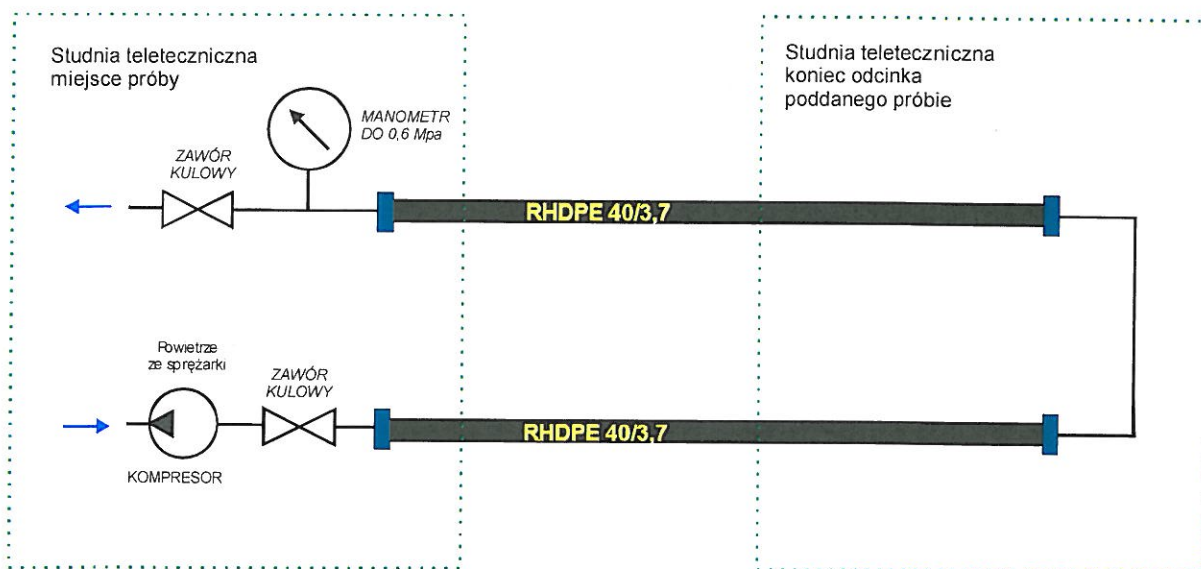 Studnia teleteczniczna
miejsce próby
Studnia teleteczniczna
koniec odcinka
poddanego próbie
MANOMETR
DO 0,6 Mpa
ZAWÓR
KULOWY
RHDPE 40/3,7
Powietrze
ze sprężarki
ZAWÓR
KULOWY
RHDPE 40/3,7
KOMPRESOR